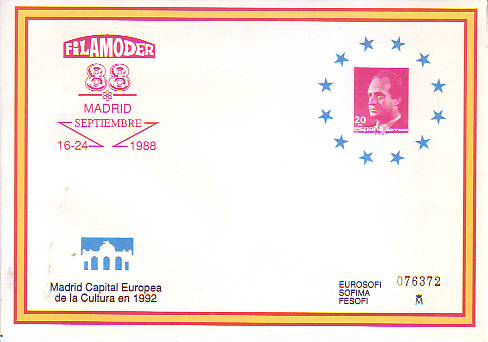 FiLAMODER
88
MADRID
SEPTIEMBRE
16-24 1988
20
españa correos
Madrid Capital Europea
de la Cultura en 1992
EUROSOFI 076372
SOFIMA
FESOFI M